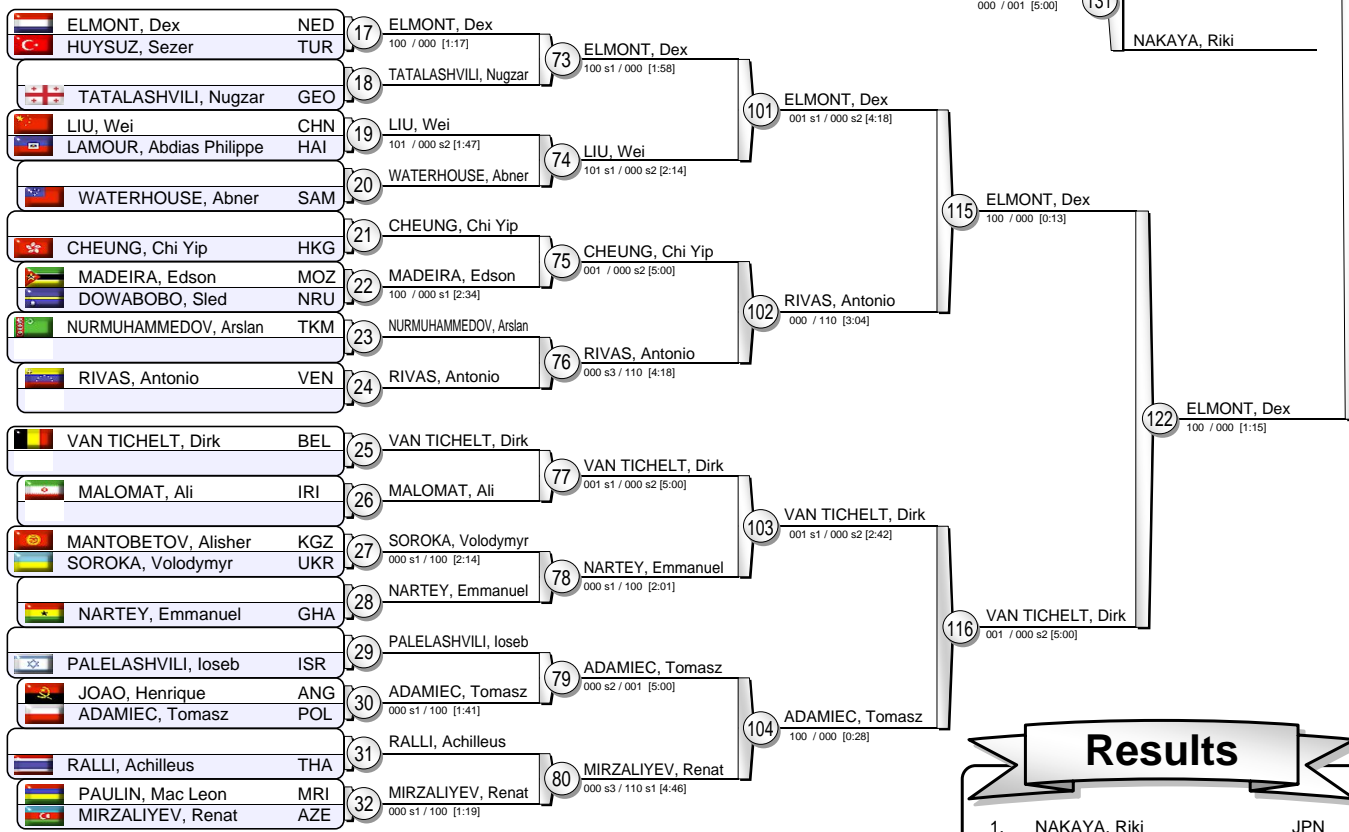 000 / 001 [5:00]
131
NAKAYA, Riki
ELMONT, Dex NED
HUYSUZ, Sezer TUR
17
ELMONT, Dex
100 / 000 [1:17]
TATALASHVILI, Nugzar GEO
18
TATALASHVILI, Nugzar
73
ELMONT, Dex
100 s1 / 000 [1:58]
LIU, Wei CHN
LAMOUR, Abdias Philippe HAI
19
LIU, Wei
101 / 000 s2 [1:47]
WATERHOUSE, Abner SAM
20
WATERHOUSE, Abner
74
LIU, Wei
101 s1 / 000 s2 [2:14]
101
ELMONT, Dex
001 s1 / 000 s2 [4:18]
CHEUNG, Chi Yip HKG
21
CHEUNG, Chi Yip
MADEIRA, Edson MOZ
DOWABOBO, Sled NRU
22
MADEIRA, Edson
100 / 000 s1 [2:34]
75
CHEUNG, Chi Yip
001 / 000 s2 [5:00]
NURMUHAMMEDOV, Arslan TKM
23
NURMUHAMMEDOV, Arslan
RIVAS, Antonio VEN
24
RIVAS, Antonio
76
RIVAS, Antonio
000 s3 / 110 [4:18]
102
RIVAS, Antonio
000 / 110 [3:04]
115
ELMONT, Dex
100 / 000 [0:13]
VAN TICHELT, Dirk BEL
25
VAN TICHELT, Dirk
MALOMAT, Ali IRI
26
MALOMAT, Ali
77
VAN TICHELT, Dirk
001 s1 / 000 s2 [5:00]
MANTOBETOV, Alisher KGZ
SOROKA, Volodymyr UKR
27
SOROKA, Volodymyr
000 s1 / 100 [2:14]
NARTEY, Emmanuel GHA
28
NARTEY, Emmanuel
78
NARTEY, Emmanuel
000 s1 / 100 [2:01]
103
VAN TICHELT, Dirk
001 s1 / 000 s2 [2:42]
PALELASHVILI, Ioseb ISR
29
PALELASHVILI, Ioseb
JOAO, Henrique ANG
ADAMIEC, Tomasz POL
30
ADAMIEC, Tomasz
000 s1 / 100 [1:41]
79
ADAMIEC, Tomasz
000 s2 / 001 [5:00]
RALLI, Achilleus THA
31
RALLI, Achilleus
PAULIN, Mac Leon MRI
MIRZALIYEV, Renat AZE
32
MIRZALIYEV, Renat
000 s1 / 100 [1:19]
80
MIRZALIYEV, Renat
000 s3 / 110 s1 [4:46]
104
ADAMIEC, Tomasz
100 / 000 [0:28]
116
VAN TICHELT, Dirk
001 / 000 s2 [5:00]
122
ELMONT, Dex
100 / 000 [1:15]
Results
1. NAKAYA, Riki JPN